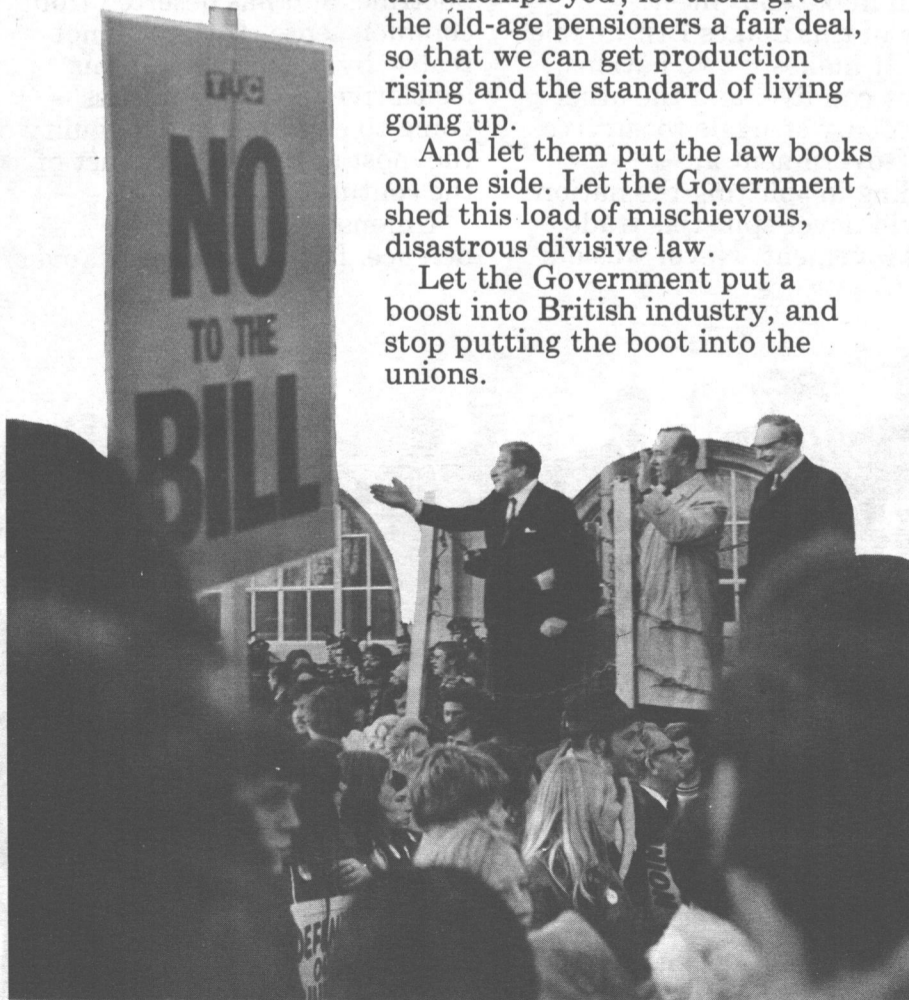 unemployed, let them give
the old-age pensioners a fair deal,
so that we can get production
rising and the standard of living
going up.
And let them put the law books
on one side. Let the Government
shed this load of mischievous,
disastrous divisive law.
Let the Government put a
boost into British industry, and
stop putting the boot into the
unions.
TUC
NO
TO THE
BILL